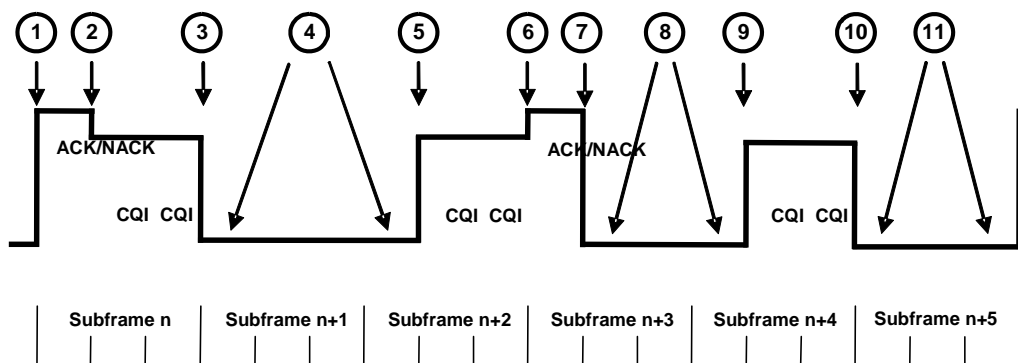 1 2 3 4 5 6 7 8 9 10 11
ACK/NACK ACK/NACK
CQI CQI CQI CQI CQI CQI
Subframe n Subframe n+1 Subframe n+2 Subframe n+3 Subframe n+4 Subframe n+5